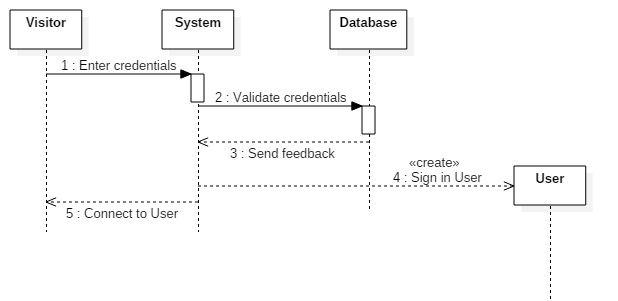 Visitor
System
Database
1 : Enter credentials
2 : Validate credentials
3 : Send feedback
«create»
4 : Sign in User
User
5 : Connect to User